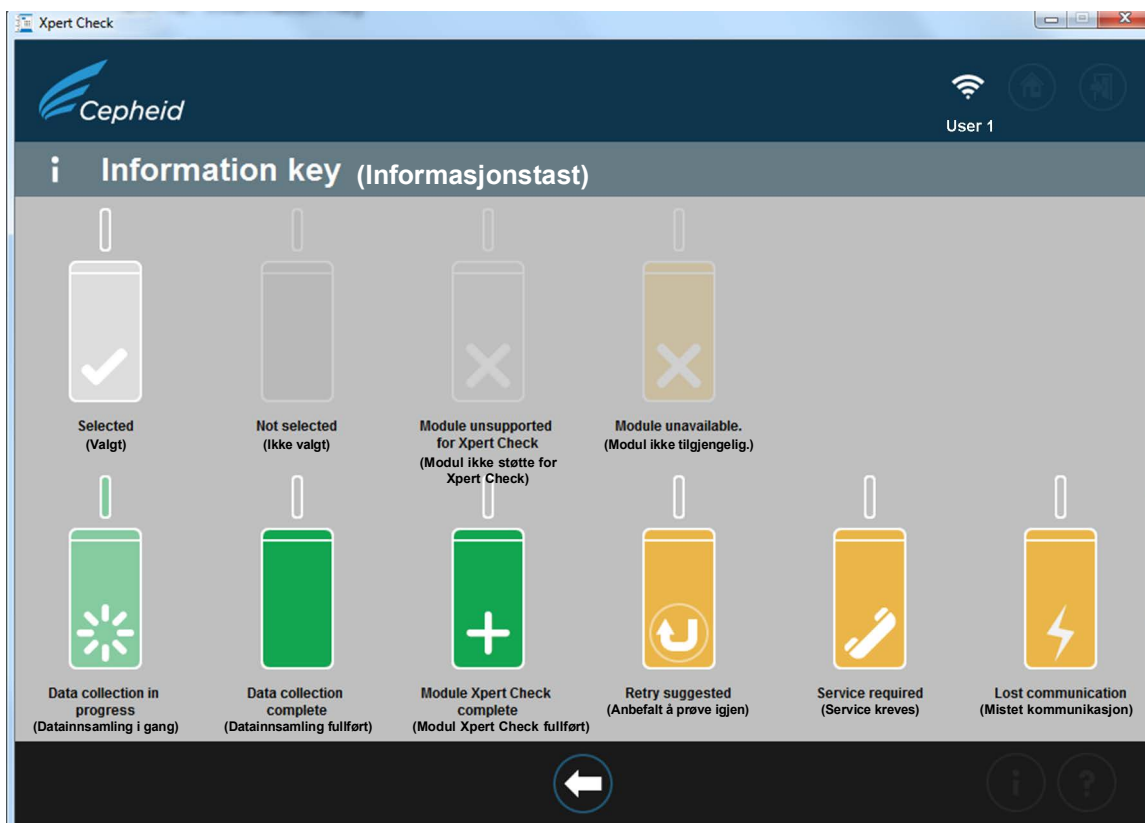 Xpert Check
Cepheid
User 1
i Information key (Informasjonstast)
Selected
(Valgt)
Not selected
(Ikke valgt)
Module unsupported
for Xpert Check
(Modul ikke støtte for
Xpert Check)
Module unavailable.
(Modul ikke tilgjengelig.)
Data collection in
progress
(Datainnsamling i gang)
Data collection
complete
(Datainnsamling fullført)
Module Xpert Check
complete
(Modul Xpert Check fullført)
Retry suggested
(Anbefalt å prøve igjen)
Service required
(Service kreves)
Lost communication
(Mistet kommunikasjon)
i ?